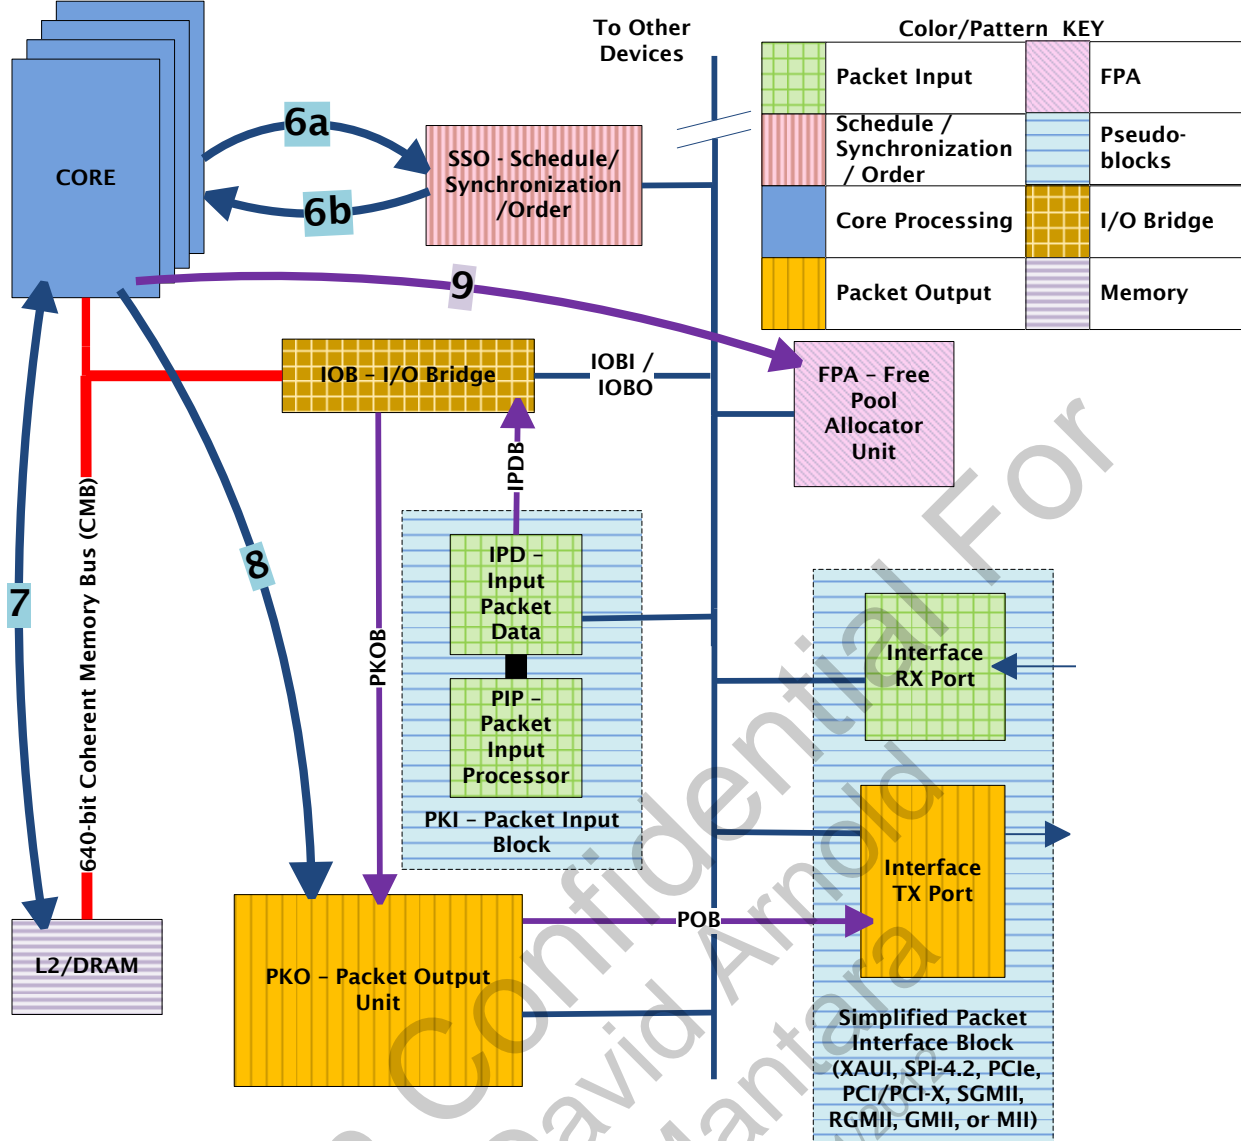 To Other
Devices
Color/Pattern KEY
Packet Input
FPA
Schedule /
Synchronization
/ Order
Pseudo-
blocks
Core Processing
I/O Bridge
Packet Output
Memory
CORE
6a
6b
SSO - Schedule/
Synchronization
/Order
9
IOB – I/O Bridge
IOBI /
IOBO
FPA – Free
Pool
Allocator
Unit
IPDB
7
8
640-bit Coherent Memory Bus (CMB)
PKOB
IPD –
Input
Packet
Data
PIP –
Packet
Input
Processor
PKI – Packet Input
Block
Interface
RX Port
Interface
TX Port
POB
L2/DRAM
PKO – Packet Output
Unit
Simplified Packet
Interface Block
(XAUI, SPI-4.2, PCIe,
PCI/PCI-X, SGMII,
RGMII, GMII, or MII)
Confidential For
David Arnold
Mantara
/2012